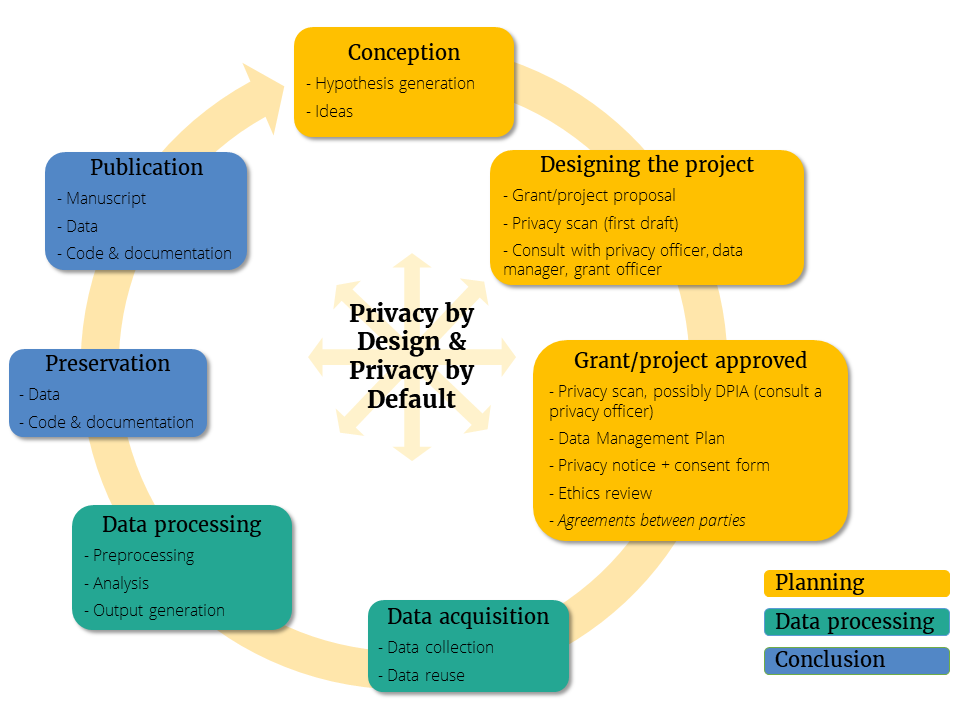 Conception
- Hypothesis generation
- Ideas
Designing the project
- Grant/project proposal
- Privacy scan (first draft)
- Consult with privacy officer, data
manager, grant officer
Grant/project approved
- Privacy scan, possibly DPIA (consult a
privacy officer)
- Data Management Plan
- Privacy notice + consent form
- Ethics review
- Agreements between parties
Data acquisition
- Data collection
- Data reuse
Data processing
- Preprocessing
- Analysis
- Output generation
Preservation
- Data
- Code & documentation
Publication
- Manuscript
- Data
- Code & documentation
Privacy by
Design &
Privacy by
Default
Planning
Data processing
Conclusion